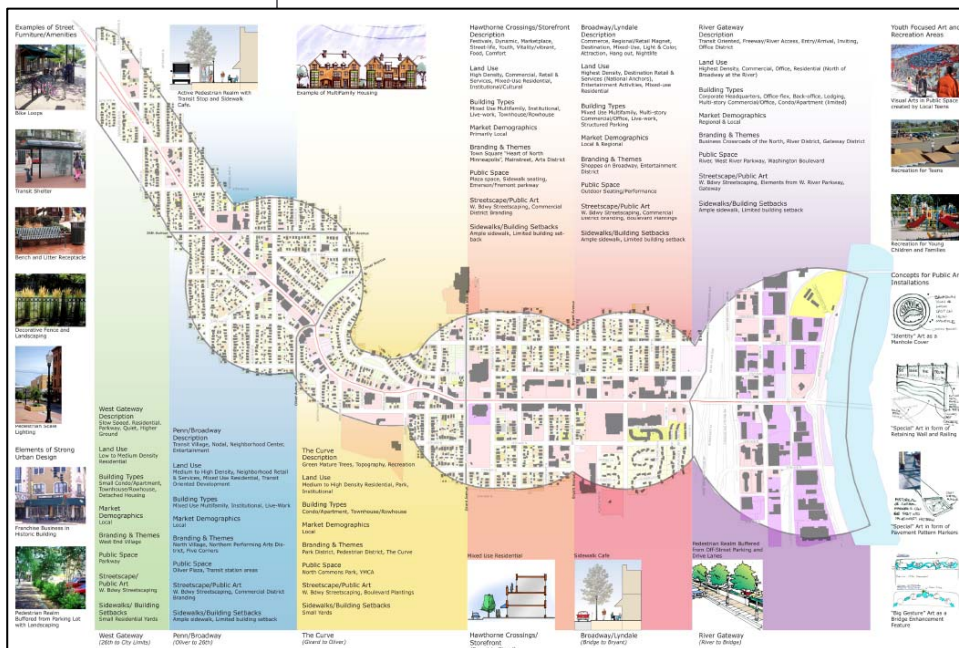 Examples of Street
Furniture/Amenities
Bike Loops
Transit Shelter
Bench and Litter Receptacle
Decorative Fence and
Landscaping
Pedestrian Scale
Lighting
Elements of Strong
Urban Design
Franchise Business in
Historic Building
Pedestrian Realm
Buffered from Parking Lot
with Landscaping
Active Pedestrian Realm with
Transit Stop and Sidewalk
Cafe.
Example of MultiFamily Housing
West Gateway
Description
Slow Speed, Residential,
Parkway, Quiet, Higher
Ground
Land Use
Low to Medium Density
Residential
Building Types
Small Condo/Apartment,
Townhouse/Rowhouse,
Detached Housing
Market
Demographics
Local
Branding & Themes
West End Village
Public Space
Parkway
Streetscape/
Public Art
W. Bdwy Streetscaping
Sidewalks/ Building
Setbacks
Small Residential Yards
West Gateway
(26th to City Limits)
Penn/Broadway
Description
Transit Village, Nodal, Neighborhood Center,
Entertainment
Land Use
Medium to High Density, Neighborhood Retail
& Services, Mixed Use Residential, Transit
Oriented Development
Building Types
Mixed Use Multifamily, Institutional, Live-Work
Market Demographics
Local
Branding & Themes
North Village, Northern Performing Arts Dis-
trict, Five Corners
Public Space
Oliver Plaza, Transit station areas
Streetscape/Public Art
W. Bdwy Streetscaping, Commercial District
Branding
Sidewalks/Building Setbacks
Ample sidewalk, Limited building setback
Penn/Broadway
(Oliver to 26th)
The Curve
Description
Green Mature Trees, Topography, Recreation
Land Use
Medium to High Density Residential, Park,
Institutional
Building Types
Condo/Apartment, Townhouse/Rowhouse
Market Demographics
Local
Branding & Themes
Park District, Pedestrian District, The Curve
Public Space
North Commons Park, YMCA
Streetscape/Public Art
W. Bdwy Streetscaping, Boulevard Plantings
Sidewalks/Building Setbacks
Small Yards
The Curve
(Girard to Oliver)
Hawthorne Crossings/Storefront
Description
Festivals, Dynamic, Marketplace,
Street-life, Youth, Vitality/vibrant,
Food, Comfort
Land Use
High Density, Commercial, Retail &
Services, Mixed-Use Residential,
Institutional/Cultural
Building Types
Mixed Use Multifamily, Institutional,
Live-work, Townhouse/Rowhouse
Market Demographics
Primarily Local
Branding & Themes
Town Square "Heart of North
Minneapolis", Mainstreet, Arts District
Public Space
Plaza space, Sidewalk seating,
Emerson/Fremont parkway
Streetscaping/Public Art
W. Bdwy Streetscaping, Commercial
District Branding
Sidewalks/Building Setbacks
Ample sidewalk, Limited building set-
back
Mixed Use Residential
Hawthorne Crossings/
Storefront
Broadway/Lyndale
Description
Commerce, Regional/Retail Magnet,
Destination, Mixed-Use, Light & Color,
Attraction, Hang out, Nightlife
Land Use
Highest Density, Destination Retail &
Services (National Anchors),
Entertainment Activities, Mixed-use
Residential
Building Types
Mixed Use Multifamily, Multi-story
Commercial/Office, Live-work,
Structured Parking
Market Demographics
Local & Regional
Branding & Themes
Shoppes on Broadway, Entertainment
District
Public Space
Outdoor Seating/Performance
Streetscaping/Public Art
W. Bdwy Streetscaping, Commercial
District Branding, Boulevard Plantings
Sidewalks/Building Setbacks
Ample sidewalk, Limited building setback
Sidewalk Cafe
Broadway/Lyndale
(Bridge to Bryant)
River Gateway
Description
Transit Oriented, Freeway/River Access, Entry/Arrival, Inviting,
Office District
Land Use
Highest Density, Commercial, Office, Residential (North of
Broadway at the River)
Building Types
Corporate Headquarters, Office-flex, Back-office, Lodging,
Multi-story Commercial/Office, Condo/Apartment (limited)
Market Demographics
Regional & Local
Branding & Themes
Business Crossroads of the North, River District, Gateway District
Public Space
River, West River Parkway, Washington Boulevard
Streetscaping/Public Art
W. Bdwy Streetscaping, Elements from W. River Parkway,
Gateway
Sidewalks/Building Setbacks
Ample sidewalk, Limited building setback
Pedestrian Realm Buffered
from Off-Street Parking and
Drive Lanes
River Gateway
(River to Bridge)
Youth Focused Art and
Recreation Areas
Visual Arts in Public Space
created by Local Teens
Recreation for Teens
Recreation for Young
Children and Families
Concepts for Public Art
Installations
"Identity" Art as a
Manhole Cover
"Special" Art in form of
Retaining Wall and Railing
"Special" Art in form of
Pavement Pattern Markers
"Big Gesture" Art as a
Bridge Enhancement
Feature